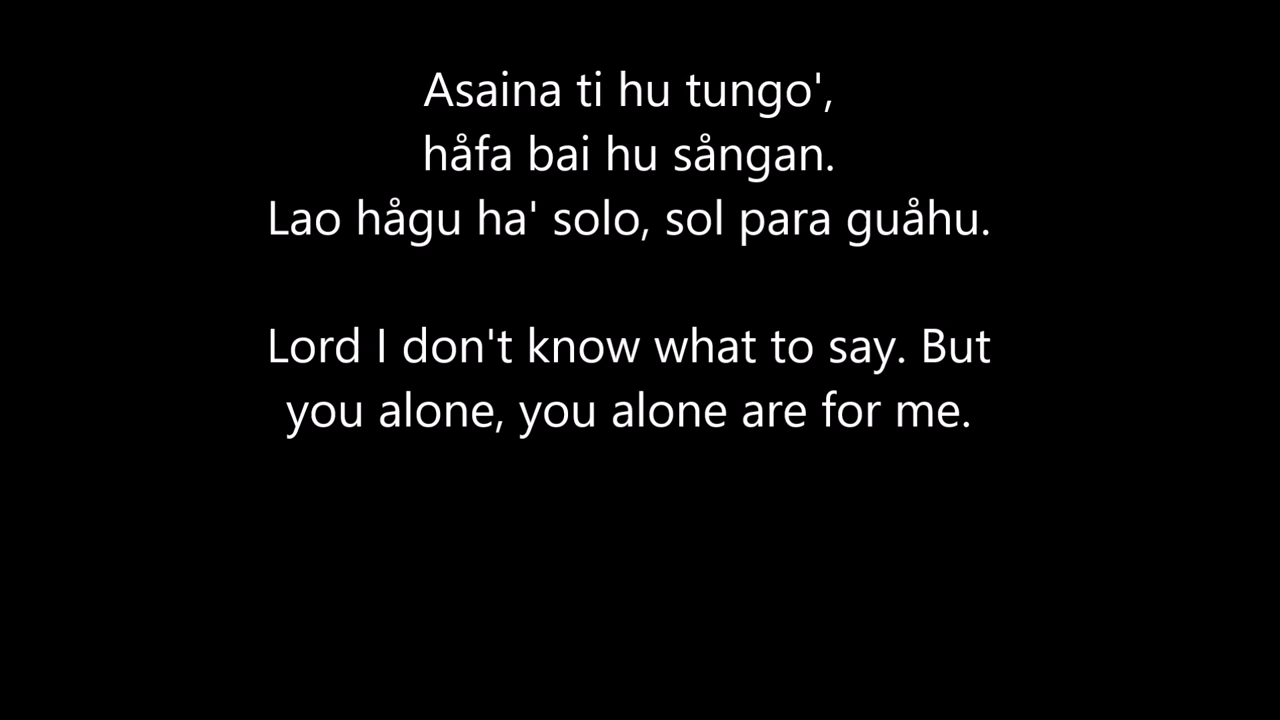 Asaina ti hu tungo',
håfa bai hu sångan.
Lao hågu ha' solo, sol para guåhu.
Lord I don't know what to say. But
you alone, you alone are for me.